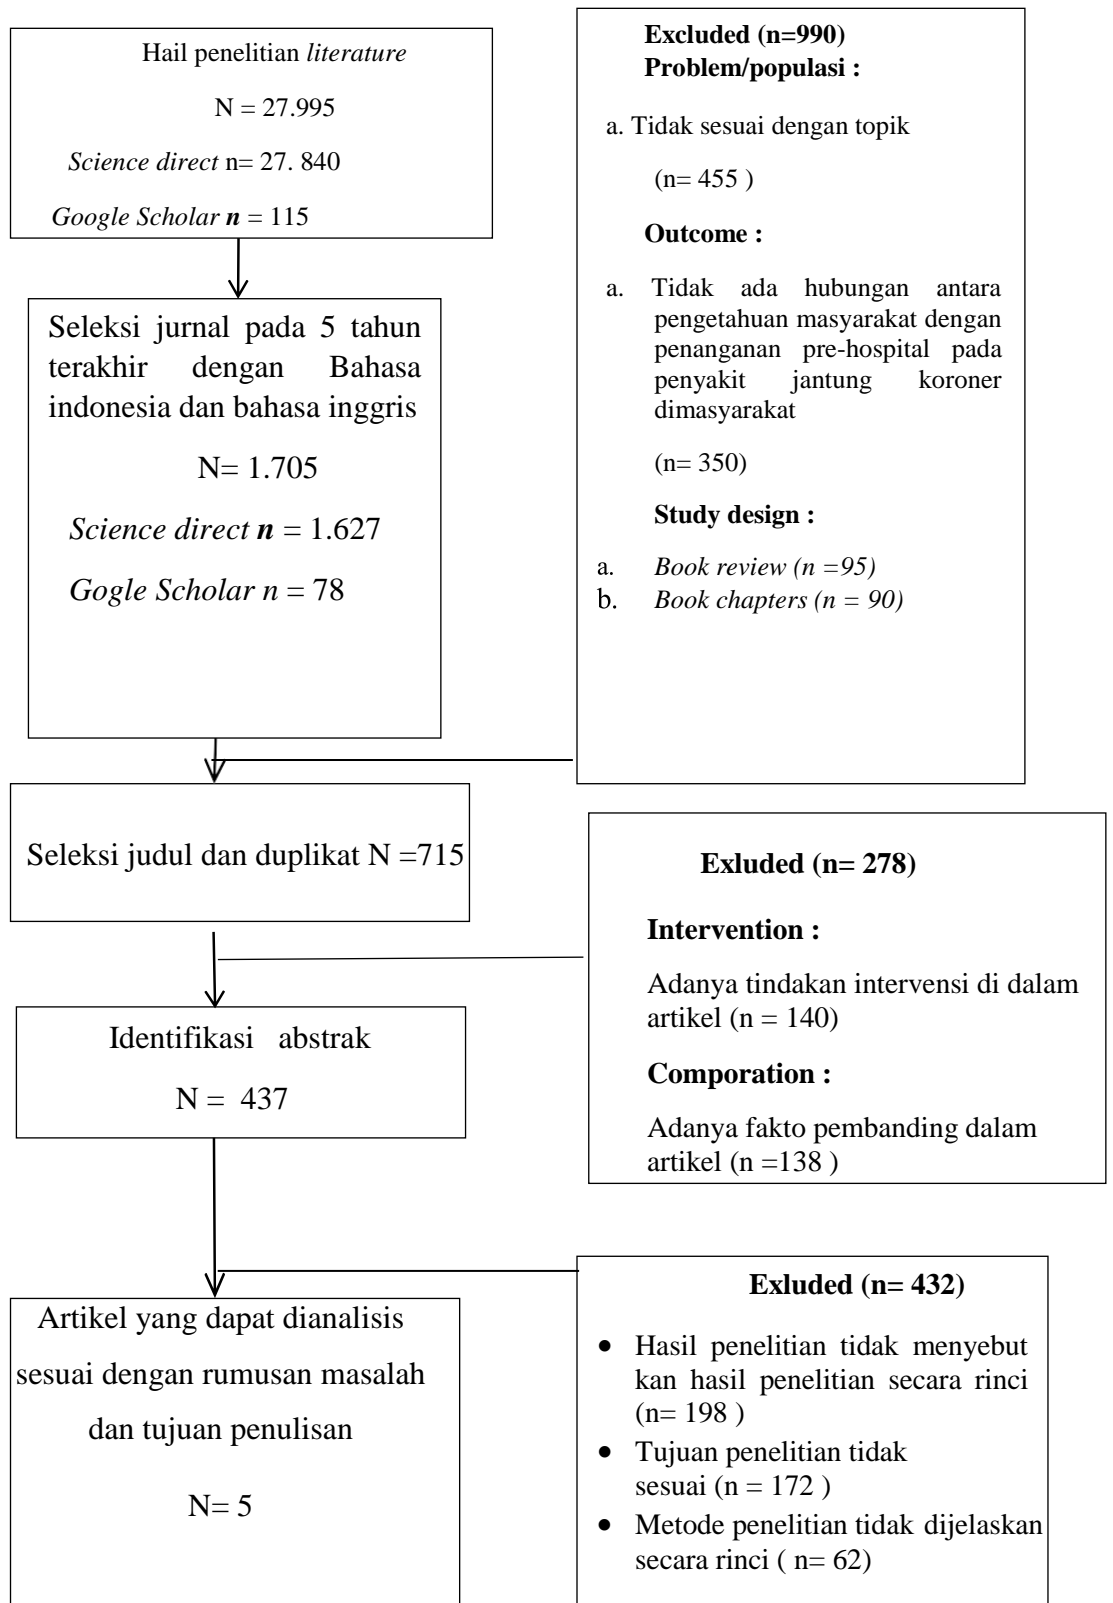 Hail penelitian literature
N = 27.995
Science direct n= 27. 840
Google Scholar n = 115
Excluded (n=990)
Problem/populasi :
a. Tidak sesuai dengan topik
(n= 455 )
Outcome :
a. Tidak ada hubungan antara
pengetahuan masyarakat dengan
penanganan pre-hospital pada
penyakit jantung koroner
dimasyarakat
(n= 350)
Study design :
a. Book review (n =95)
b. Book chapters (n = 90)
Seleksi jurnal pada 5 tahun
terakhir dengan Bahasa
indonesia dan bahasa inggris
N= 1.705
Science direct n = 1.627
Gogle Scholar n = 78
Seleksi judul dan duplikat N =715
Exluded (n= 278)
Intervention :
Adanya tindakan intervensi di dalam
artikel (n = 140)
Comporation :
Adanya fakto pembanding dalam
artikel (n =138 )
Identifikasi abstrak
N = 437
Exluded (n= 432)
• Hasil penelitian tidak menyebut
kan hasil penelitian secara rinci
(n= 198 )
• Tujuan penelitian tidak
sesuai (n = 172 )
• Metode penelitian tidak dijelaskan
secara rinci ( n= 62)
Artikel yang dapat dianalisis
sesuai dengan rumusan masalah
dan tujuan penulisan
N= 5